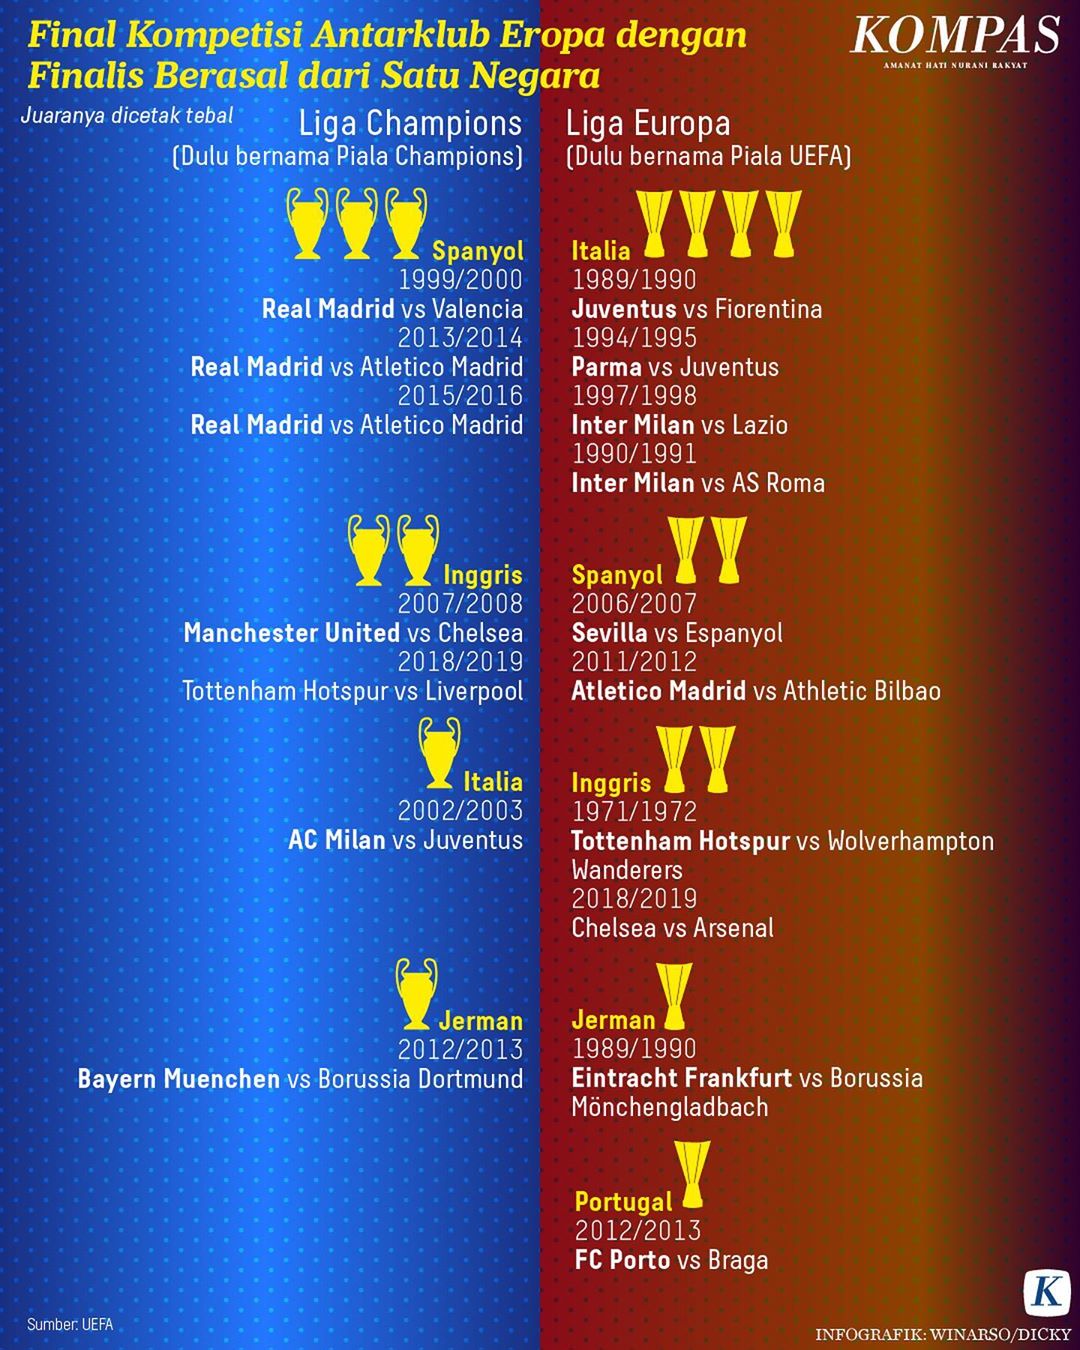 Final Kompetisi Antarklub Eropa dengan
Finalis Berasal dari Satu Negara
KOMPAS
AMANAT HATI NURANI RAKYAT
Juaranya dicetak tebal
Liga Champions
(Dulu bernama Piala Champions)
Spanyol
1999/2000
Real Madrid vs Valencia
2013/2014
Real Madrid vs Atletico Madrid
2015/2016
Real Madrid vs Atletico Madrid
Inggris
2007/2008
Manchester United vs Chelsea
2018/2019
Tottenham Hotspur vs Liverpool
Italia
2002/2003
AC Milan vs Juventus
Jerman
2012/2013
Bayern Muenchen vs Borussia Dortmund
Liga Europa
(Dulu bernama Piala UEFA)
Italia
1989/1990
Juventus vs Fiorentina
1994/1995
Parma vs Juventus
1997/1998
Inter Milan vs Lazio
1990/1991
Inter Milan vs AS Roma
Spanyol
2006/2007
Sevilla vs Espanyol
2011/2012
Atletico Madrid vs Athletic Bilbao
Inggris
1971/1972
Tottenham Hotspur vs Wolverhampton
Wanderers
2018/2019
Chelsea vs Arsenal
Jerman
1989/1990
Eintracht Frankfurt vs Borussia
Mönchengladbach
Portugal
2012/2013
FC Porto vs Braga
K
Sumber: UEFA
INFOGRAFIK: WINARSO/DICKY